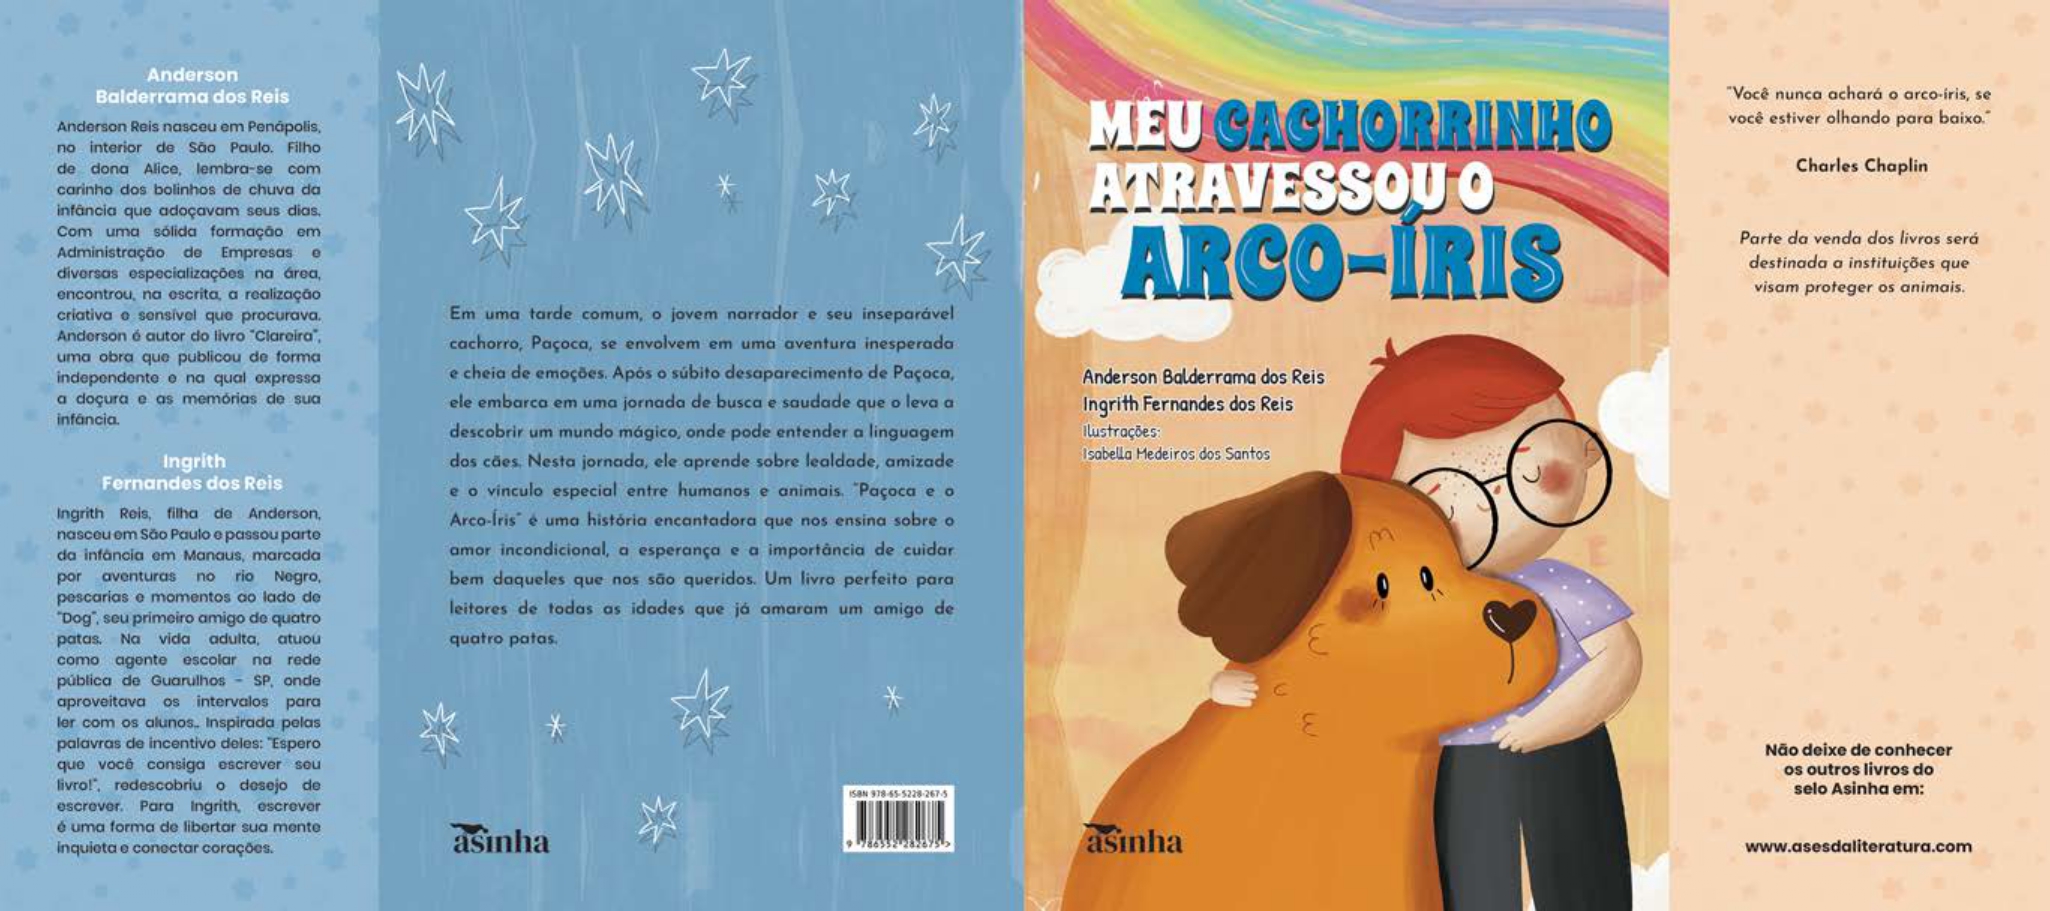 Anderson
Balderrama dos Reis
Anderson Reis nasceu em Penápolis,
no interior de São Paulo. Filho
de dona Alice, lembra-se com
carinho dos bolinhos de chuva da
infância que adoçavam seus dias.
Com uma sólida formação em
Administração de Empresas e
diversas especializações na área,
encontrou, na escrita, a realização
criativa e sensível que procurava.
Anderson é autor do livro "Clareira",
uma obra que publicou de forma
independente e na qual expressa
a doçura e as memórias de sua
infância.
Ingrith
Fernandes dos Reis
Ingrith Reis, filha de Anderson,
nasceu em São Paulo e passou parte
da infância em Manaus, marcada
por aventuras no rio Negro,
pescarias e momentos ao lado de
"Dog", seu primeiro amigo de quatro
patas. Na vida adulta, atuou
como agente escolar na rede
pública de Guarulhos - SP, onde
aproveitava os intervalos para
ler com os alunos.. Inspirada pelas
palavras de incentivo deles: "Espero
que você consiga escrever seu
livro!", redescobriu o desejo de
escrever. Para Ingrith, escrever
é uma forma de libertar sua mente
inquieta e conectar corações.
Em uma tarde comum, o jovem narrador e seu inseparável
cachorro, Paçoca, se envolvem em uma aventura inesperada
e cheia de emoções. Após o súbito desaparecimento de Paçoca,
ele embarca em uma jornada de busca e saudade que o leva a
descobrir um mundo mágico, onde pode entender a linguagem
dos cães. Nesta jornada, ele aprende sobre lealdade, amizade
e o vínculo especial entre humanos e animais. "Paçoca e o
Arco-Íris" é uma história encantadora que nos ensina sobre o
amor incondicional, a esperança e a importância de cuidar
bem daqueles que nos são queridos. Um livro perfeito para
leitores de todas as idades que já amaram um amigo de
quatro patas.
asinha
ISBN 978-65-5228-267-5
9 786552 282675 >
MEU CACHORRINHO
ATRAVESSOU O
ARCO-ÍRIS
Anderson Balderrama dos Reis
Ingrith Fernandes dos Reis
Ilustrações:
Isabella Medeiros dos Santos
asinha
"Você nunca achará o arco-íris, se
você estiver olhando para baixo."
Charles Chaplin
Parte da venda dos livros será
destinada a instituições que
visam proteger os animais.
Não deixe de conhecer
os outros livros do
selo Asinha em:
www.asesdaliteratura.com